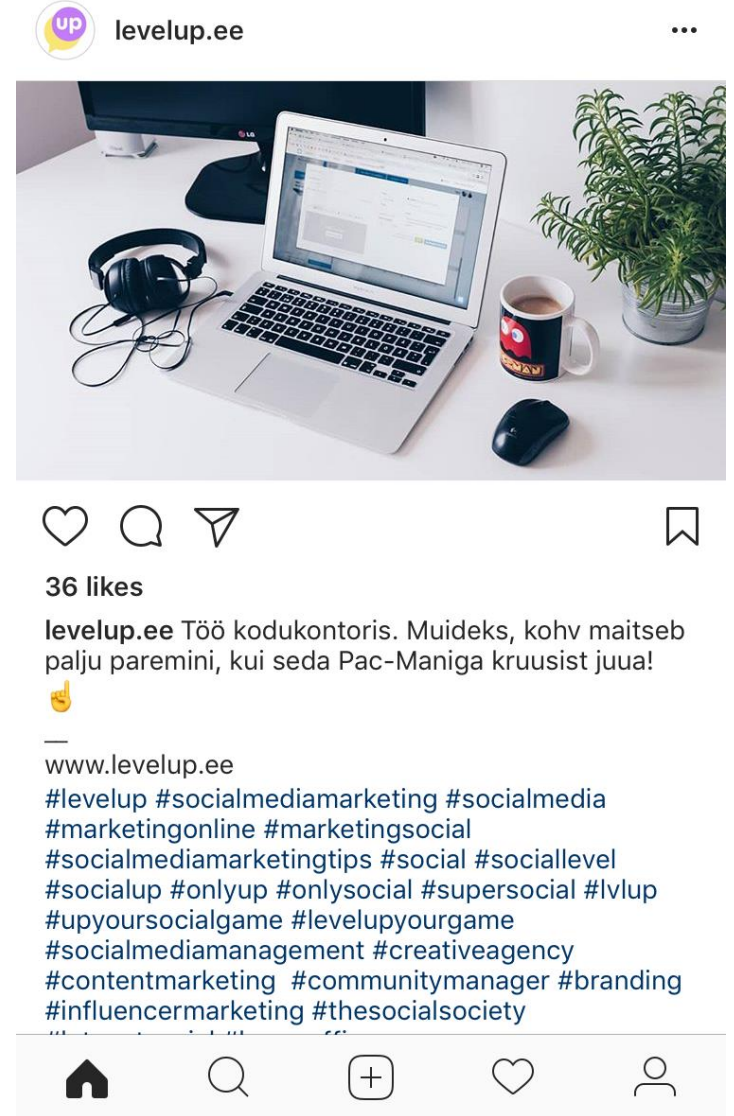 up
levelup.ee
LG
MAN
36 likes
levelup.ee Töö kodukontoris. Muideks, kohv maitseb
palju paremini, kui seda Pac-Maniga kruusist juua!
☝️
—
www.levelup.ee
#levelup #socialmediamarketing #socialmedia
#marketingonline #marketingsocial
#socialmediamarketingtips #social #sociallevel
#socialup #onlyup #onlysocial #supersocial #lvlup
#upyoursocialgame #levelupyourgame
#socialmediamanagement #creativeagency
#contentmarketing #communitymanager #branding
#influencermarketing #thesocialsociety